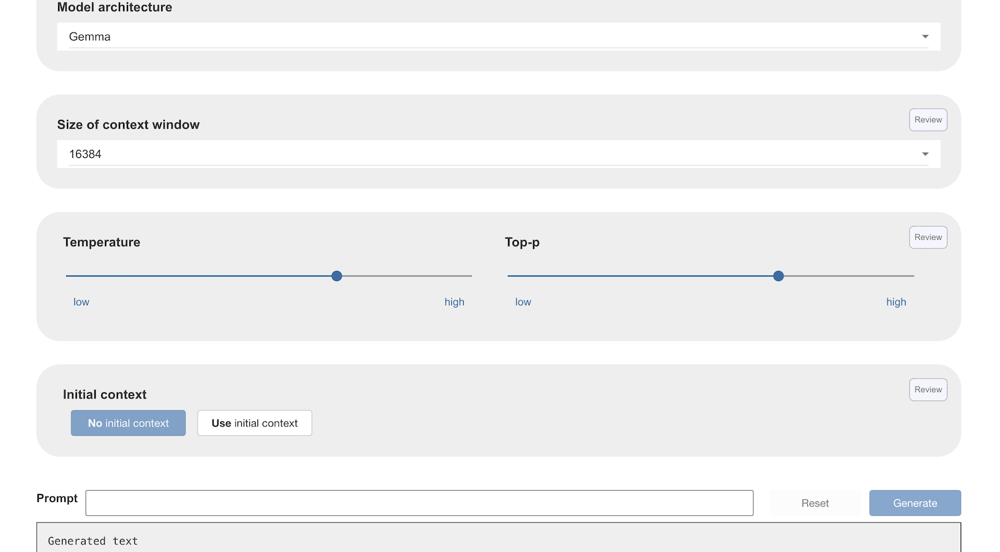 Model architecture
Gemma
Size of context window
Review
16384
Temperature
Top-p
Review
low
high
low
high
Initial context
Review
No initial context
Use initial context
Prompt
Reset
Generate
Generated text